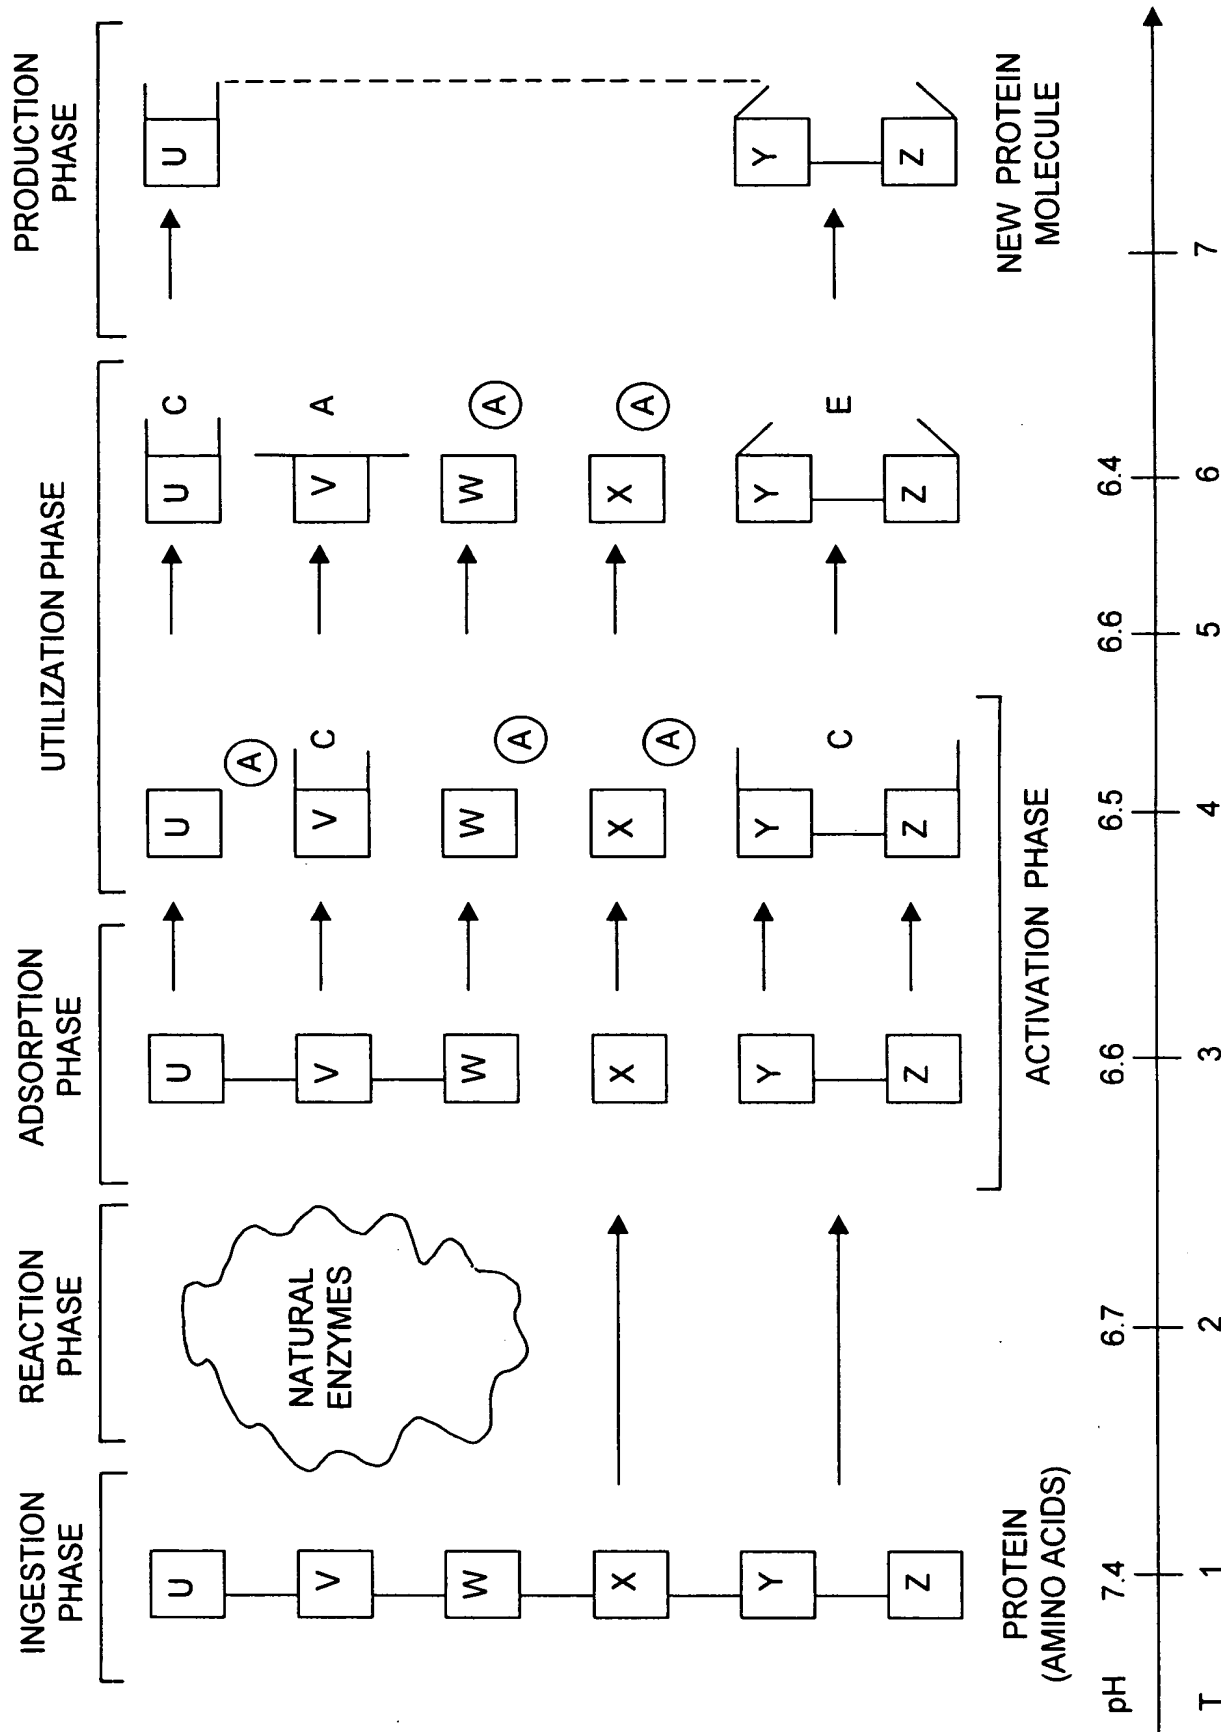 INGESTION
PHASE
REACTION
PHASE
ADSORPTION
PHASE
UTILIZATION PHASE
PRODUCTION
PHASE
U
V
W
X
Y
Z
NATURAL
ENZYMES
U
V
W
X
Y
Z
U
A
V
C
W
A
X
A
Y
C
Z
U
C
V
A
W
A
X
A
Y
E
Z
U
Y
Z
PROTEIN
(AMINO ACIDS)
ACTIVATION PHASE
NEW PROTEIN
MOLECULE
pH 7.4 6.7 6.6 6.5 6.6 6.4
T 1 2 3 4 5 6 7